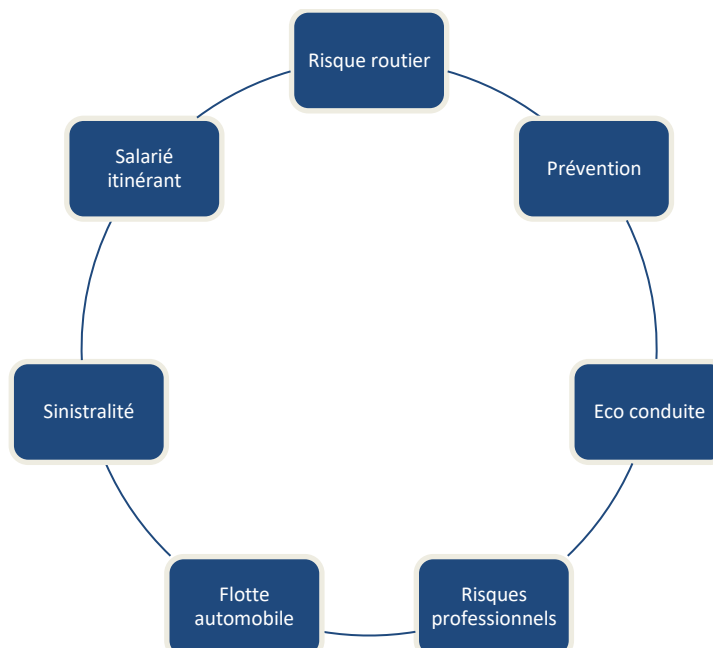 Risque routier
Prévention
Eco conduite
Risques
professionnels
Flotte
automobile
Sinistralité
Salarié
itinérant